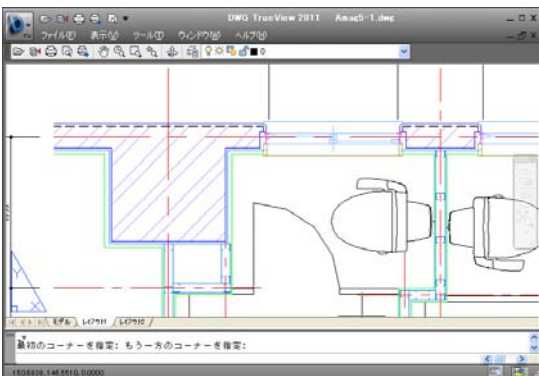 DWG TrueView 2011 Amag5-1.dwg
ファイル(F) 表示(V) ツール(T) ウィンドウ(W) ヘルプ(H)
0
モデル レイアウト1 レイアウト2
最初のコーナーを指定: もう一方のコーナーを指定: